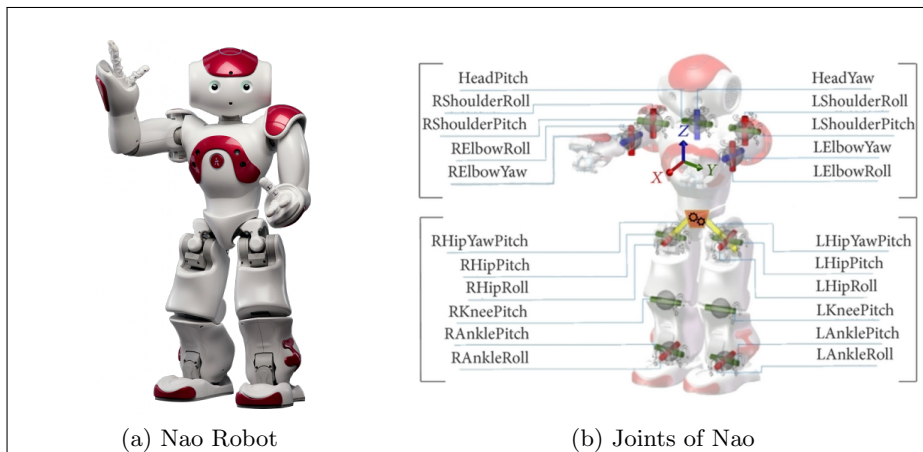 HeadPitch
RShoulderRoll
RShoulderPitch
RElbowRoll
RElbowYaw
HeadYaw
LShoulderRoll
LShoulderPitch
LElbowYaw
LElbowRoll
Z
X
Y
RHipYawPitch
RHipPitch
RHipRoll
RKneePitch
RAnklePitch
RAnkleRoll
LHipYawPitch
LHipPitch
LHipRoll
LKneePitch
LAnklePitch
LAnkleRoll
(a) Nao Robot
(b) Joints of Nao